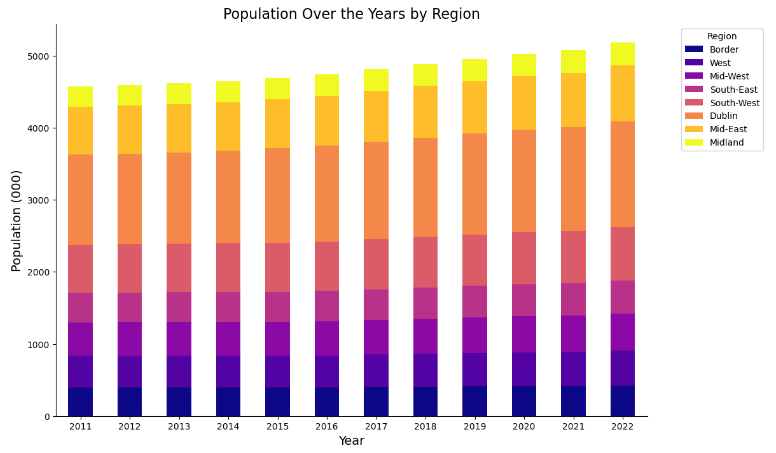 Population Over the Years by Region
Population (000)
5000
4000
3000
2000
1000
0
2011 2012 2013 2014 2015 2016 2017 2018 2019 2020 2021 2022
Year
Region
Border
West
Mid-West
South-East
South-West
Dublin
Mid-East
Midland